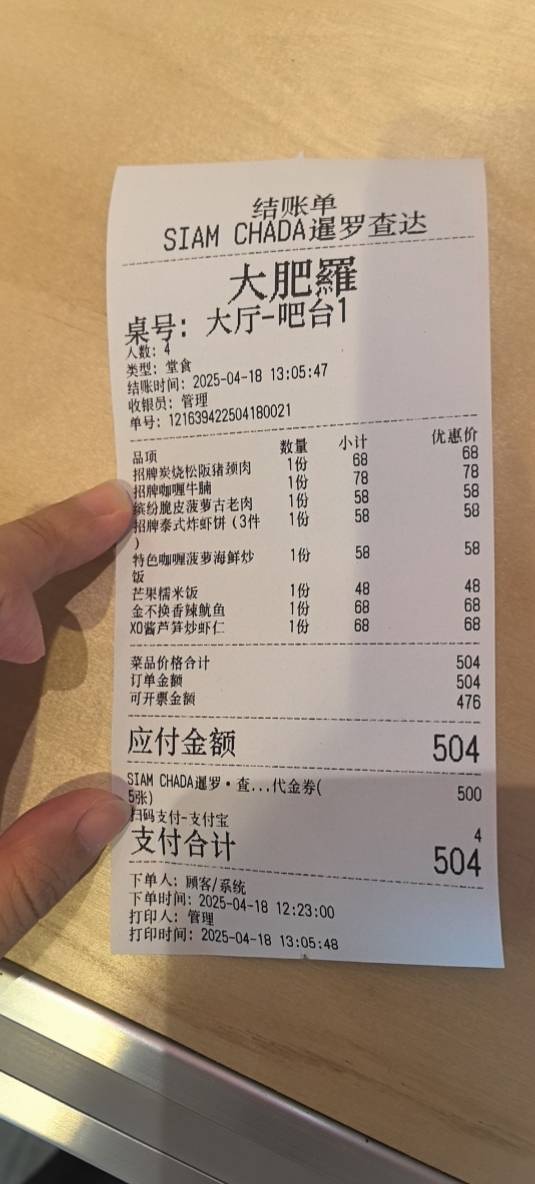 结账单
SIAM CHADA暹罗查达
大肥羅
桌号: 大厅-吧台1
人数: 4
类型: 堂食
结账时间: 2025-04-18 13:05:47
收银员: 管理
单号: 121639422504180021
品项 数量 小计 优惠价
招牌炭烧松阪猪颈肉 1份 68 68
招牌咖喱牛腩 1份 78 78
缤纷脆皮菠萝古老肉 1份 58 58
招牌泰式炸虾饼(3件 1份 58 58
)
特色咖喱菠萝海鲜炒 1份 58 58
饭
芒果糯米饭 1份 48 48
金不换香辣鱿鱼 1份 68 68
XO酱芦笋炒虾仁 1份 68 68
菜品价格合计 504
订单金额 504
可开票金额 476
应付金额 504
SIAM CHADA暹罗·查...代金券( 500
5张)
扫码支付-支付宝 4
支付合计 504
下单人: 顾客/系统
下单时间: 2025-04-18 12:23:00
打印人: 管理
打印时间: 2025-04-18 13:05:48